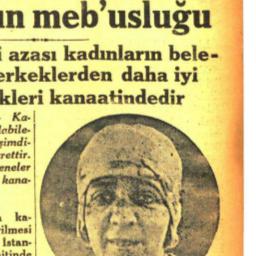 ın meb'usluğu
i azası kadınların bele-
erkeklerden daha iyi
kleri kanaatindedir
Ka-
labile-
şimdi-
rettir.
eneler
kana-
ka-
rilmesi
İstan-